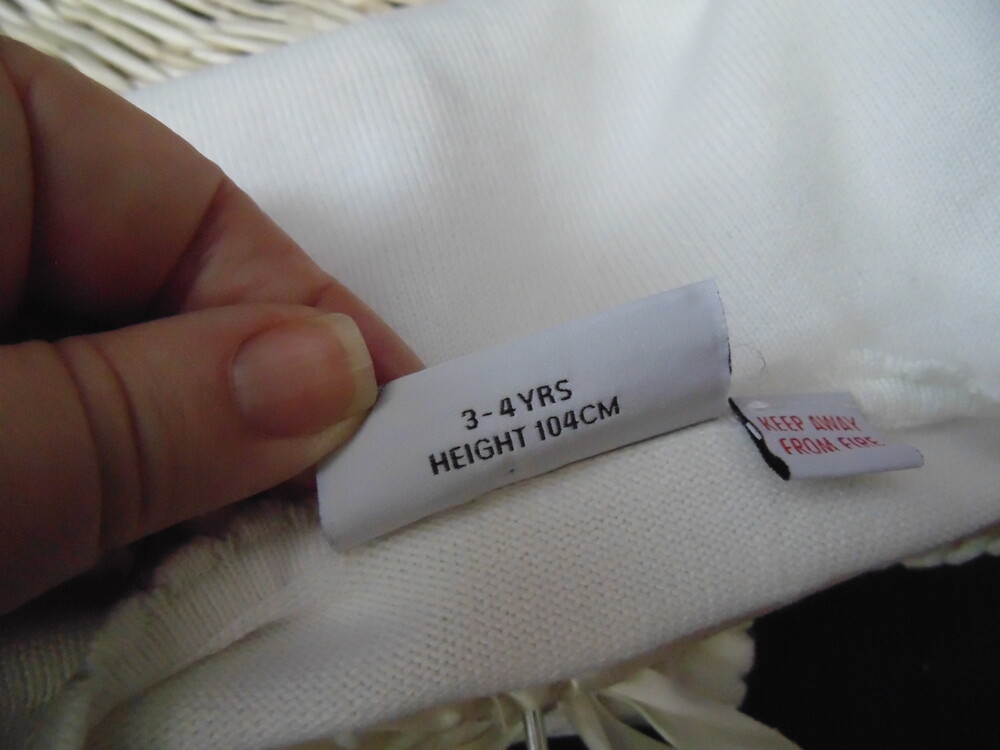 3-4YRS
HEIGHT 104CM
KEEP AWAY
FROM FIRE